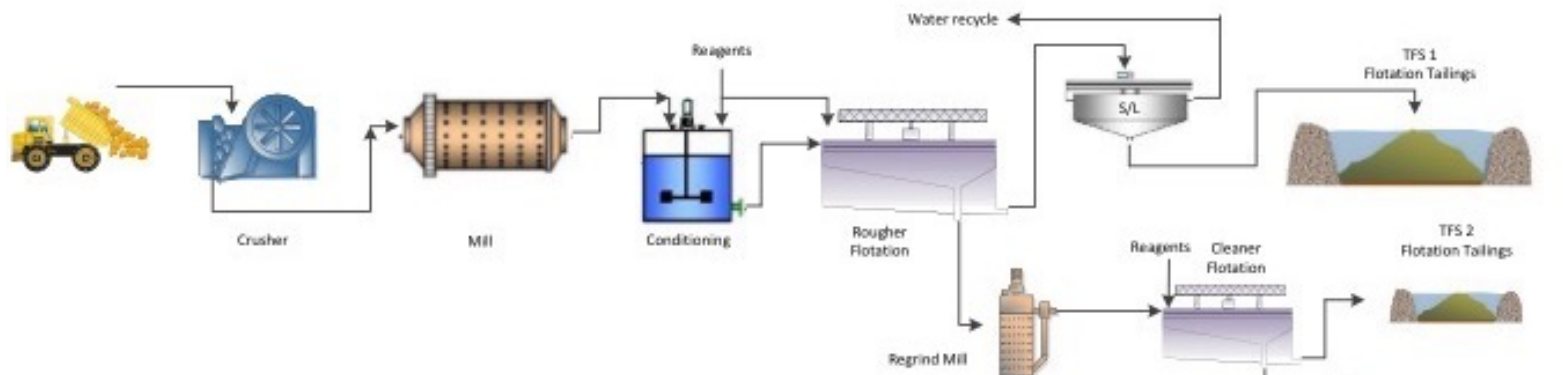 Water recycle
Reagents
TFS 1
Flotation Tailings
S/L
Crusher
Mill
Conditioning
Rougher
Flotation
TFS 2
Flotation Tailings
Reagents
Cleaner
Flotation
Regrind Mill